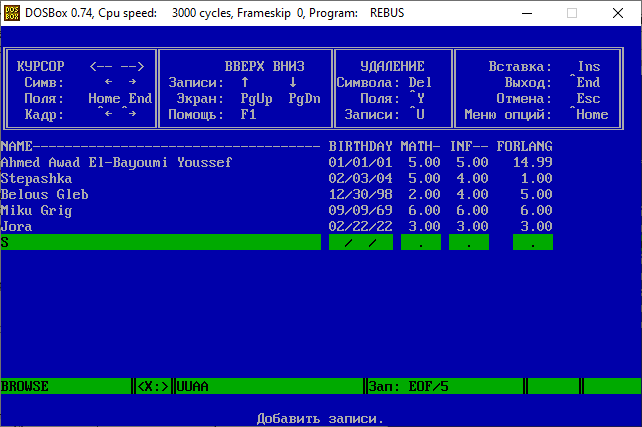 DOSBox 0.74, Cpu speed: 3000 cycles, Frameskip 0, Program: REBUS
КУРСОР <-- --> ВВЕРХ ВНИЗ УДАЛЕНИЕ Вставка: Ins
Симв: ← → Записи: ↑ ↓ Символа: Del Выход: ^End
Поля: Home End Экран: PgUp PgDn Поля: ^Y Отмена: Esc
Кадр: ^← ^→ Помощь: F1 Записи: ^U Меню опций: ^Home
NAME------------------------------------ BIRTHDAY MATH- INF-- FORLANG
Ahmed Awad El-Bayoumi Youssef 01/01/01 5.00 5.00 14.99
Stepashka 02/03/04 5.00 4.00 1.00
Belous Gleb 12/30/98 2.00 4.00 5.00
Miku Grig 09/09/69 6.00 6.00 6.00
Jora 02/22/22 3.00 3.00 3.00
S / / . . .
BROWSE <X:> UUAA Зап: EOF/5
Добавить записи.